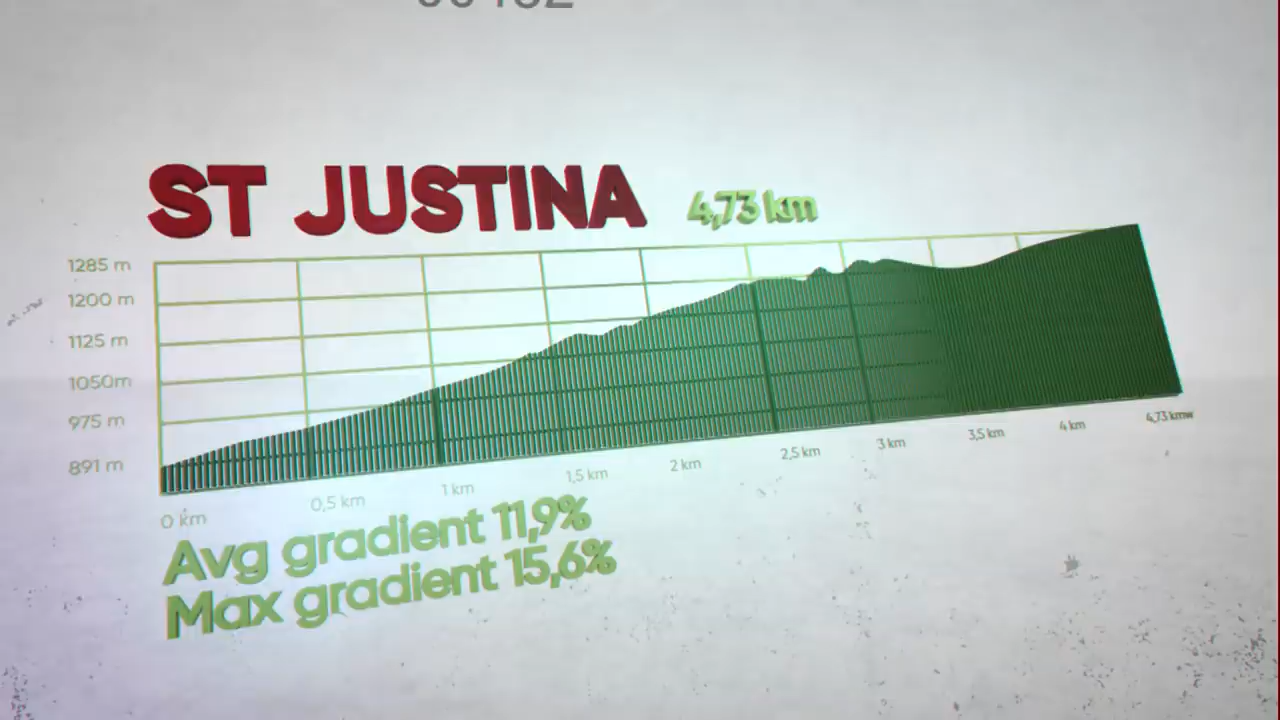 ST JUSTINA
4,73 km
1285 m
1200 m
1125 m
1050m
975 m
891 m
0 km
0,5 km
1 km
1,5 km
2 km
2,5 km
3 km
3,5 km
4 km
4,73 kmw
Avg gradient 11,9%
Max gradient 15,6%